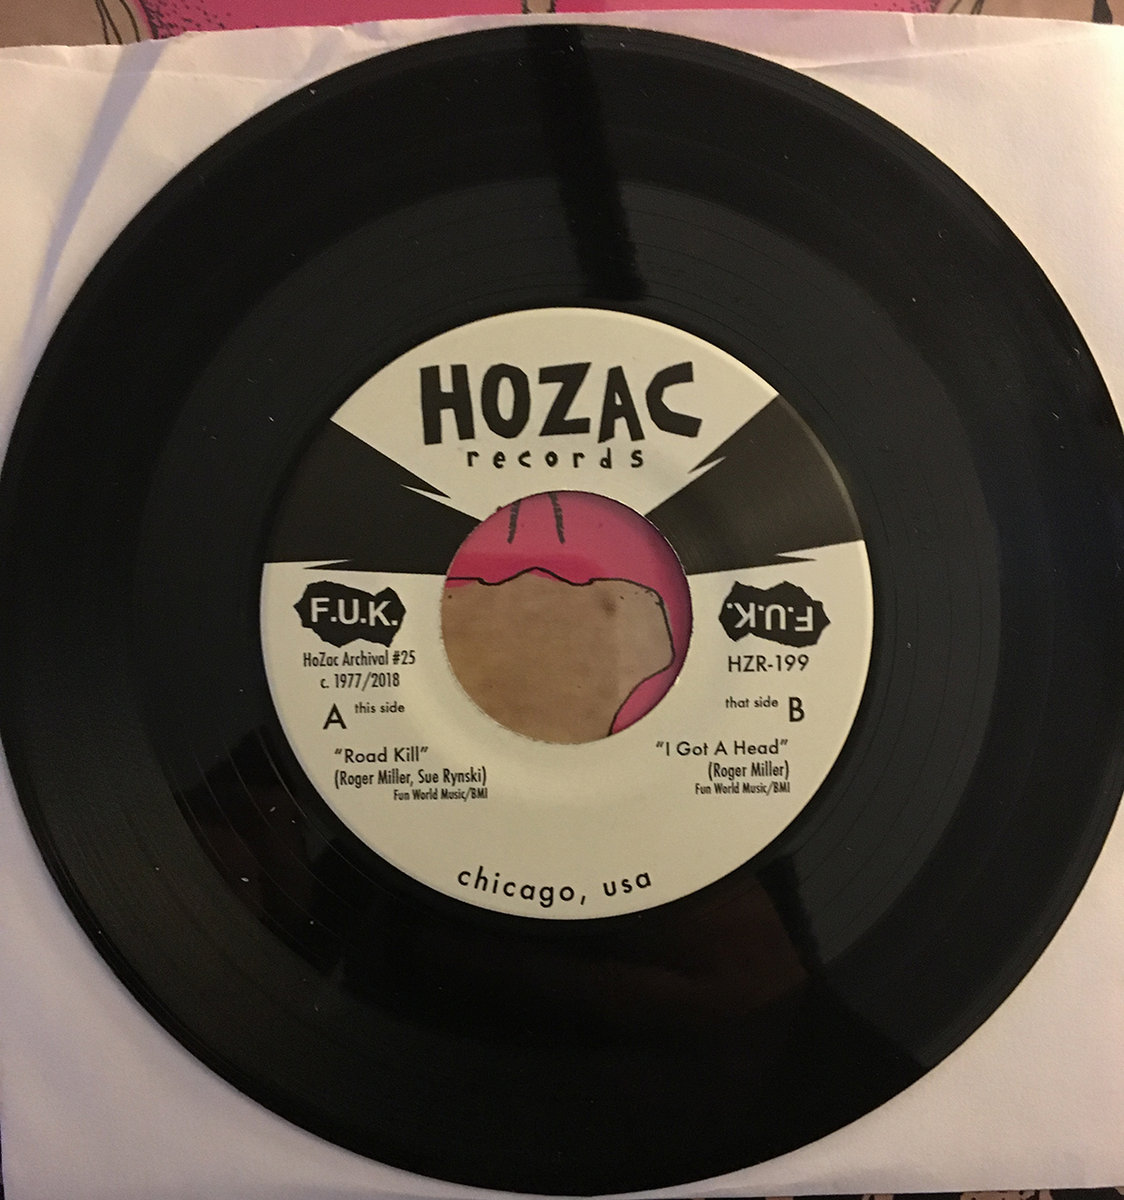 HOZAC
records
F.U.K.
HoZac Archival #25
c. 1977/2018
A this side
"Road Kill"
(Roger Miller, Sue Rynski)
Fun World Music/BMI
F.U.K.
HZR-199
that side B
"I Got A Head"
(Roger Miller)
Fun World Music/BMI
chicago, usa